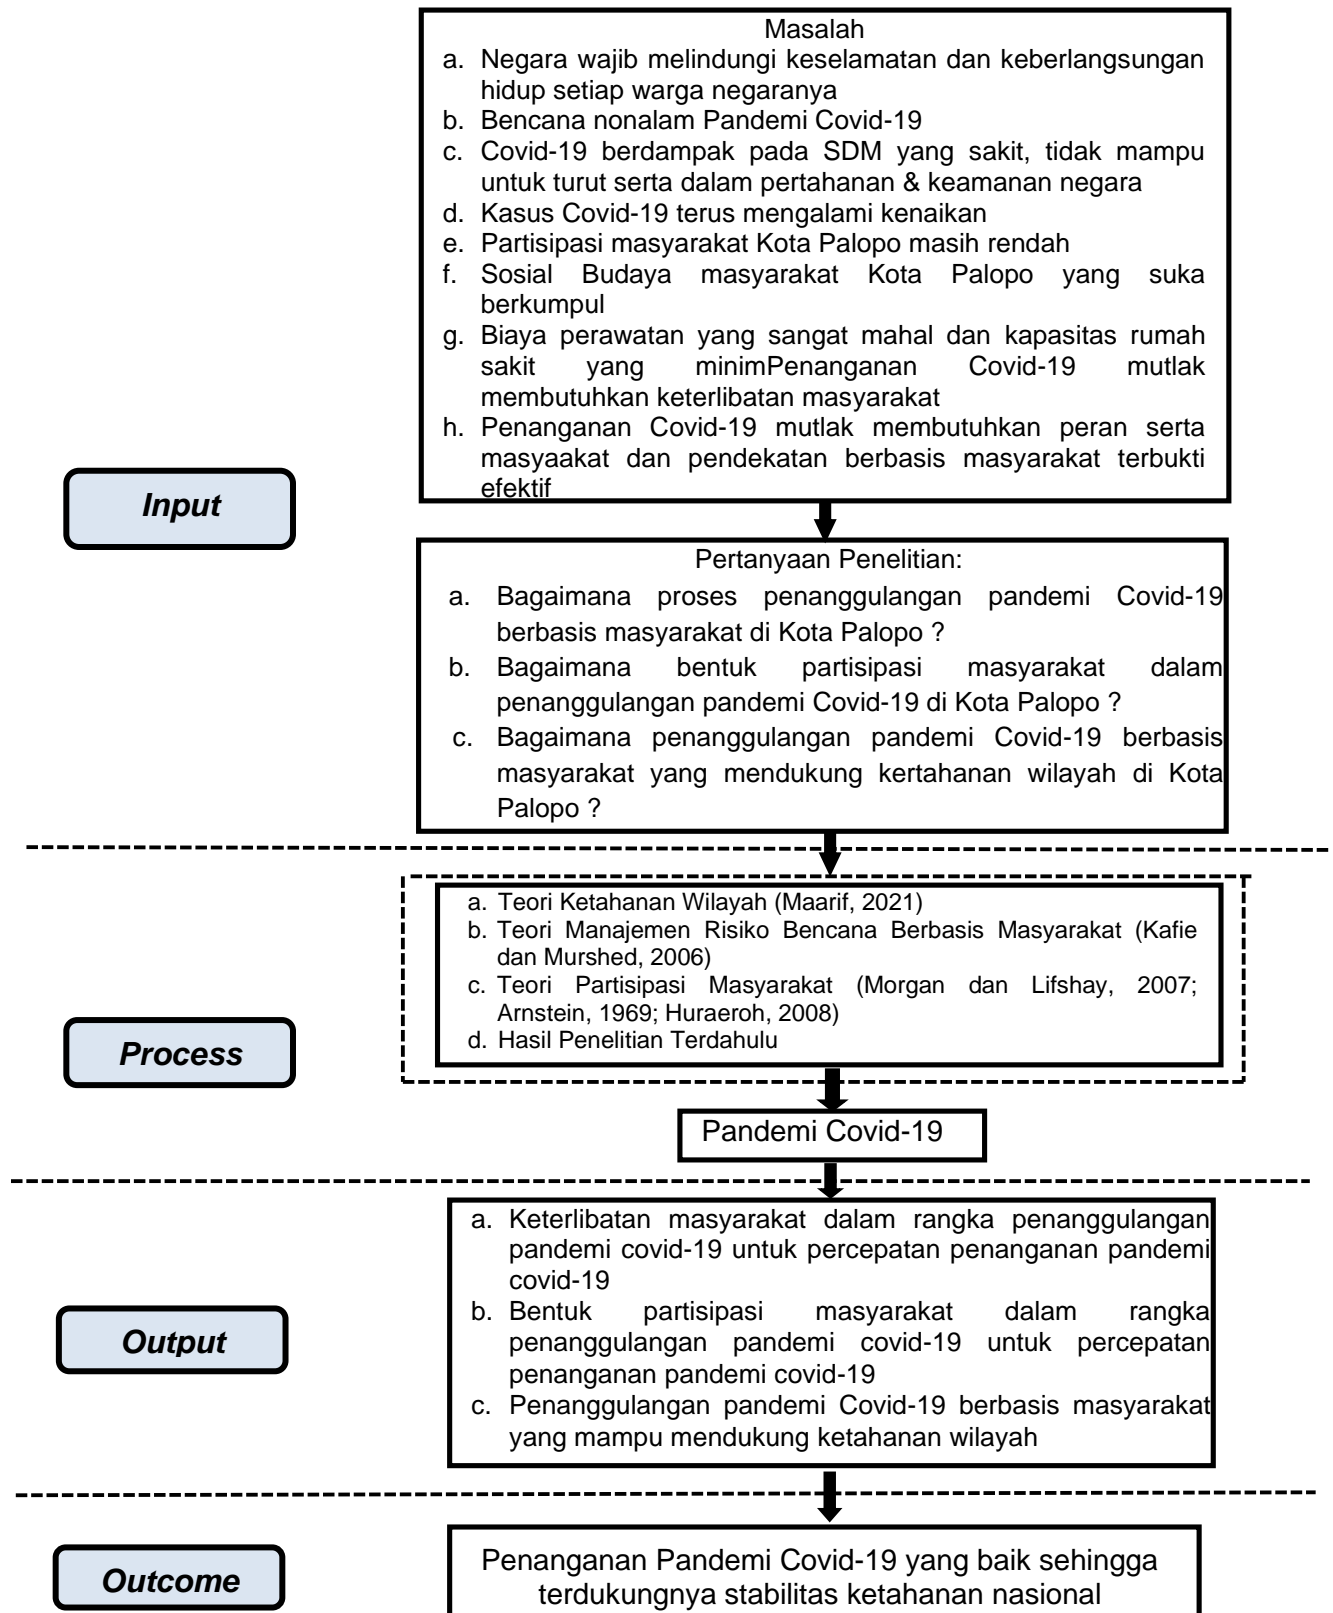 Masalah
a. Negara wajib melindungi keselamatan dan keberlangsungan
hidup setiap warga negaranya
b. Bencana nonalam Pandemi Covid-19
c. Covid-19 berdampak pada SDM yang sakit, tidak mampu
untuk turut serta dalam pertahanan & keamanan negara
d. Kasus Covid-19 terus mengalami kenaikan
e. Partisipasi masyarakat Kota Palopo masih rendah
f. Sosial Budaya masyarakat Kota Palopo yang suka
berkumpul
g. Biaya perawatan yang sangat mahal dan kapasitas rumah
sakit yang minimPenanganan Covid-19 mutlak
membutuhkan keterlibatan masyarakat
h. Penanganan Covid-19 mutlak membutuhkan peran serta
masyaakat dan pendekatan berbasis masyarakat terbukti
efektif
Input
Pertanyaan Penelitian:
a. Bagaimana proses penanggulangan pandemi Covid-19
berbasis masyarakat di Kota Palopo ?
b. Bagaimana bentuk partisipasi masyarakat dalam
penanggulangan pandemi Covid-19 di Kota Palopo ?
c. Bagaimana penanggulangan pandemi Covid-19 berbasis
masyarakat yang mendukung kertahanan wilayah di Kota
Palopo ?
a. Teori Ketahanan Wilayah (Maarif, 2021)
b. Teori Manajemen Risiko Bencana Berbasis Masyarakat (Kafie
dan Murshed, 2006)
c. Teori Partisipasi Masyarakat (Morgan dan Lifshay, 2007;
Arnstein, 1969; Huraeroh, 2008)
d. Hasil Penelitian Terdahulu
Process
Pandemi Covid-19
a. Keterlibatan masyarakat dalam rangka penanggulangan
pandemi covid-19 untuk percepatan penanganan pandemi
covid-19
b. Bentuk partisipasi masyarakat dalam rangka
penanggulangan pandemi covid-19 untuk percepatan
penanganan pandemi covid-19
c. Penanggulangan pandemi Covid-19 berbasis masyarakat
yang mampu mendukung ketahanan wilayah
Output
Penanganan Pandemi Covid-19 yang baik sehingga
terdukungnya stabilitas ketahanan nasional
Outcome